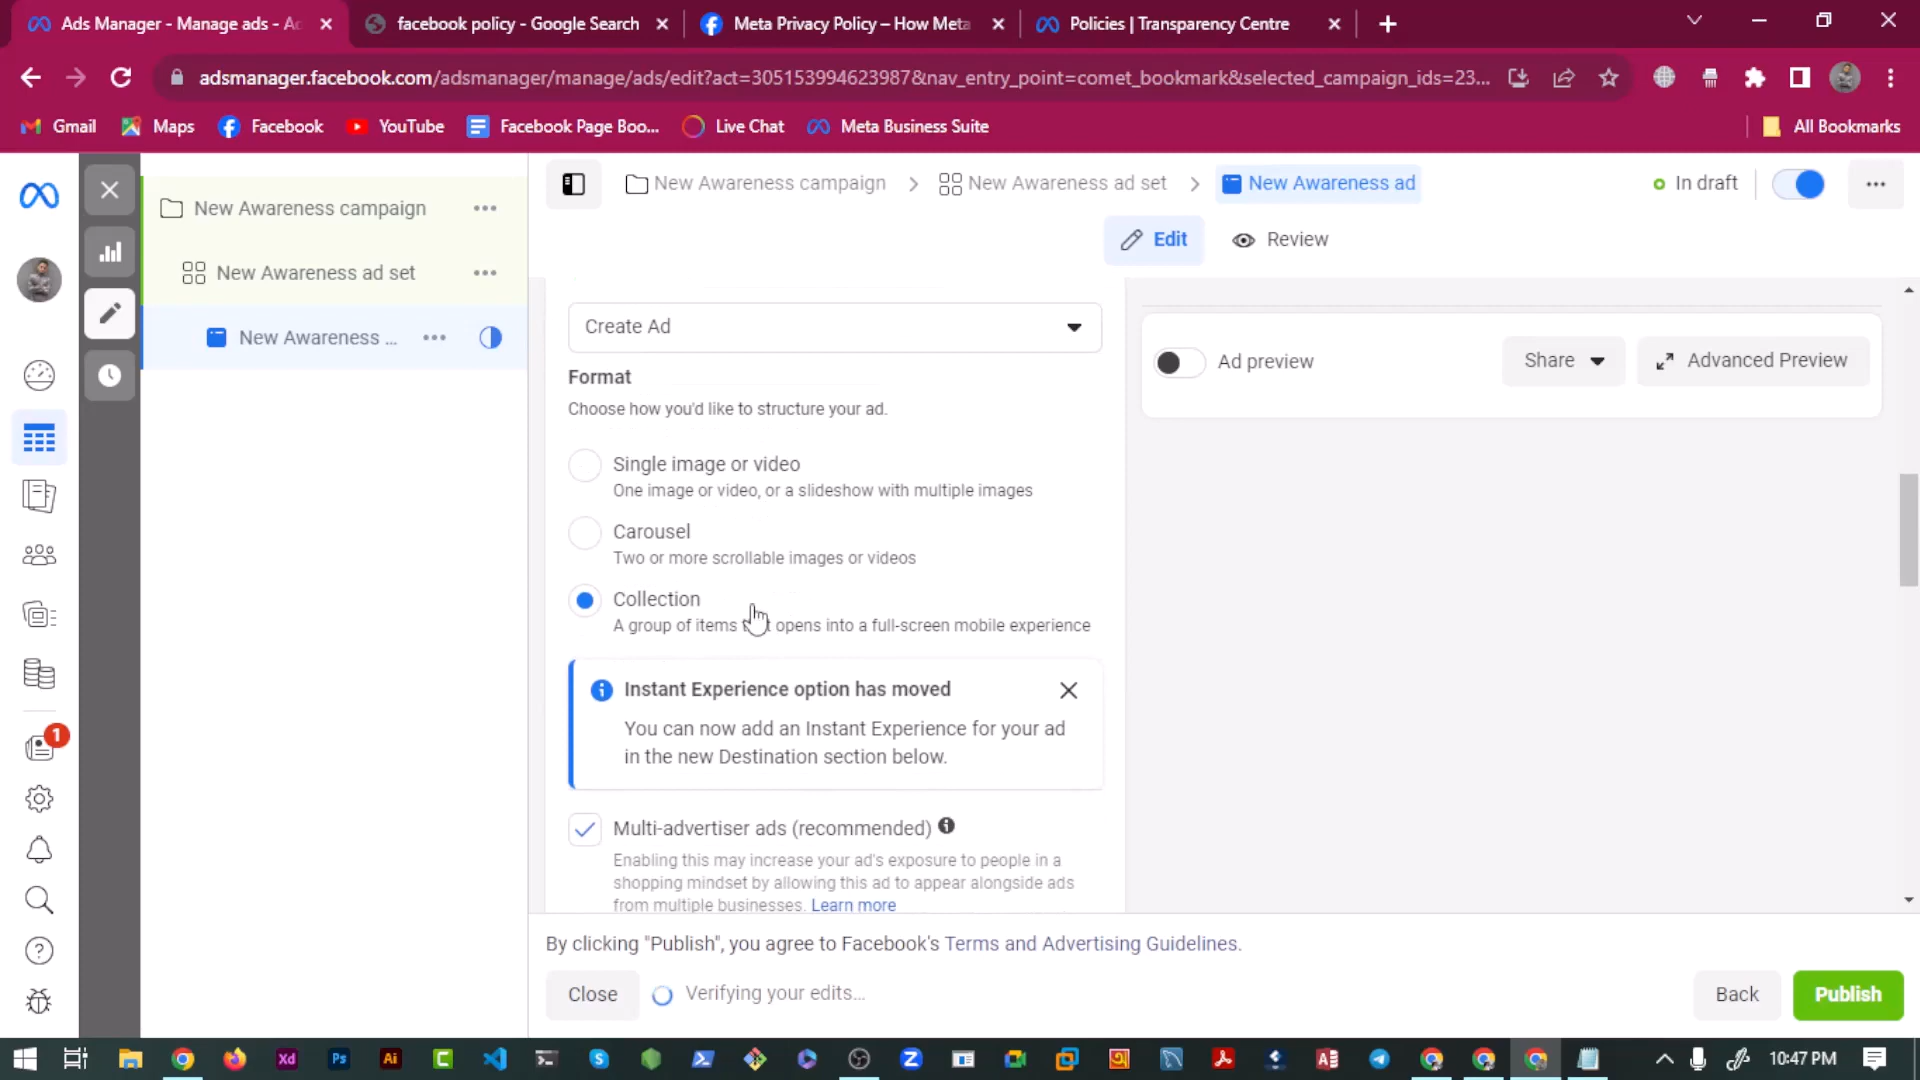 Ads Manager - Manage ads - Ac
facebook policy - Google Search
Meta Privacy Policy – How Meta
Policies | Transparency Centre
adsmanager.facebook.com/adsmanager/manage/ads/edit?act=305153994623987&nav_entry_point=comet_bookmark&selected_campaign_ids=23...
Gmail
Maps
Facebook
YouTube
Facebook Page Boo...
Live Chat
Meta Business Suite
All Bookmarks
New Awareness campaign
New Awareness ad set
New Awareness ...
New Awareness campaign
New Awareness ad set
New Awareness ad
In draft
Edit
Review
Create Ad
Format
Choose how you'd like to structure your ad.
Single image or video
One image or video, or a slideshow with multiple images
Carousel
Two or more scrollable images or videos
Collection
A group of items opens into a full-screen mobile experience
Instant Experience option has moved
You can now add an Instant Experience for your ad
in the new Destination section below.
Multi-advertiser ads (recommended)
Enabling this may increase your ad's exposure to people in a
shopping mindset by allowing this ad to appear alongside ads
from multiple businesses. Learn more
Ad preview
Share
Advanced Preview
1
By clicking "Publish", you agree to Facebook's Terms and Advertising Guidelines.
Close
Verifying your edits...
Back
Publish
Xd
Ps
Ai
C
10:47 PM